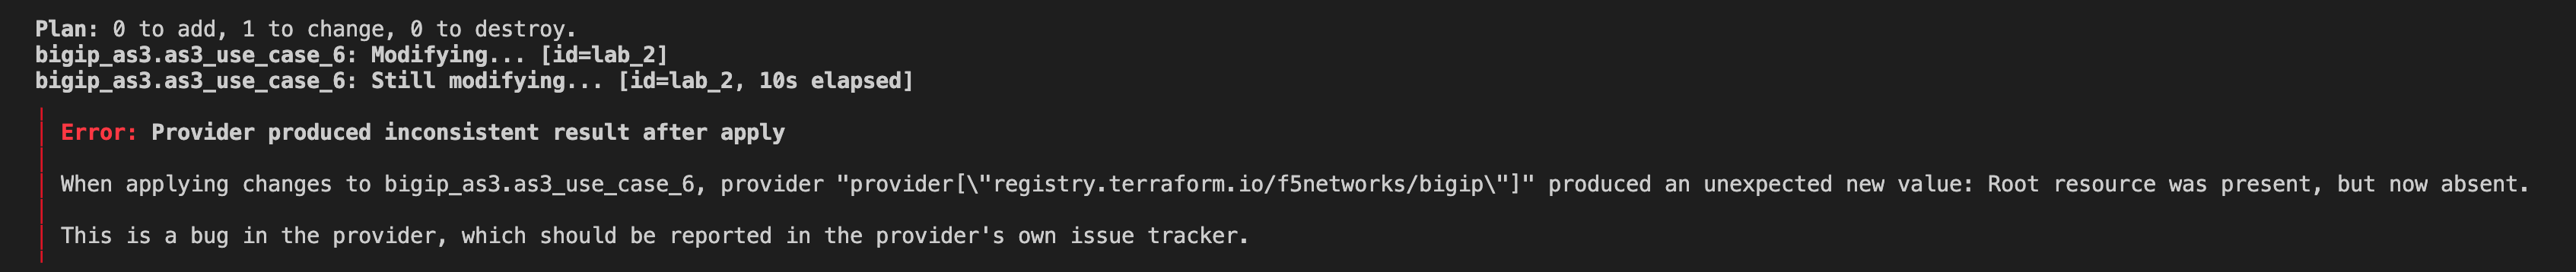 Plan: 0 to add, 1 to change, 0 to destroy.
bigip_as3.as3_use_case_6: Modifying... [id=lab_2]
bigip_as3.as3_use_case_6: Still modifying... [id=lab_2, 10s elapsed]
Error: Provider produced inconsistent result after apply
When applying changes to bigip_as3.as3_use_case_6, provider "provider[\"registry.terraform.io/f5networks/bigip\"]" produced an unexpected new value: Root resource was present, but now absent.
This is a bug in the provider, which should be reported in the provider's own issue tracker.